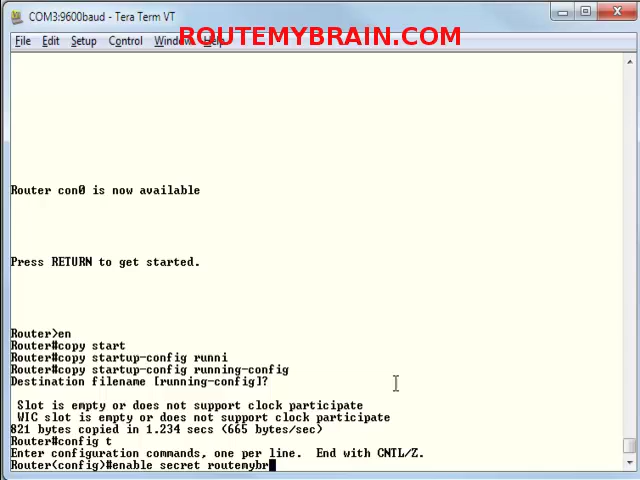 COM3:9600baud - Tera Term VT
ROUTEMYBRAIN.COM
File Edit Setup Control Window Help
Router con0 is now available
Press RETURN to get started.
Router>en
Router#copy start
Router#copy startup-config runni
Router#copy startup-config running-config
Destination filename [running-config]?
Slot is empty or does not support clock participate
WIC slot is empty or does not support clock participate
821 bytes copied in 1.234 secs (665 bytes/sec)
Router#config t
Enter configuration commands, one per line.  End with CNTL/Z.
Router(config)#enable secret routemybr